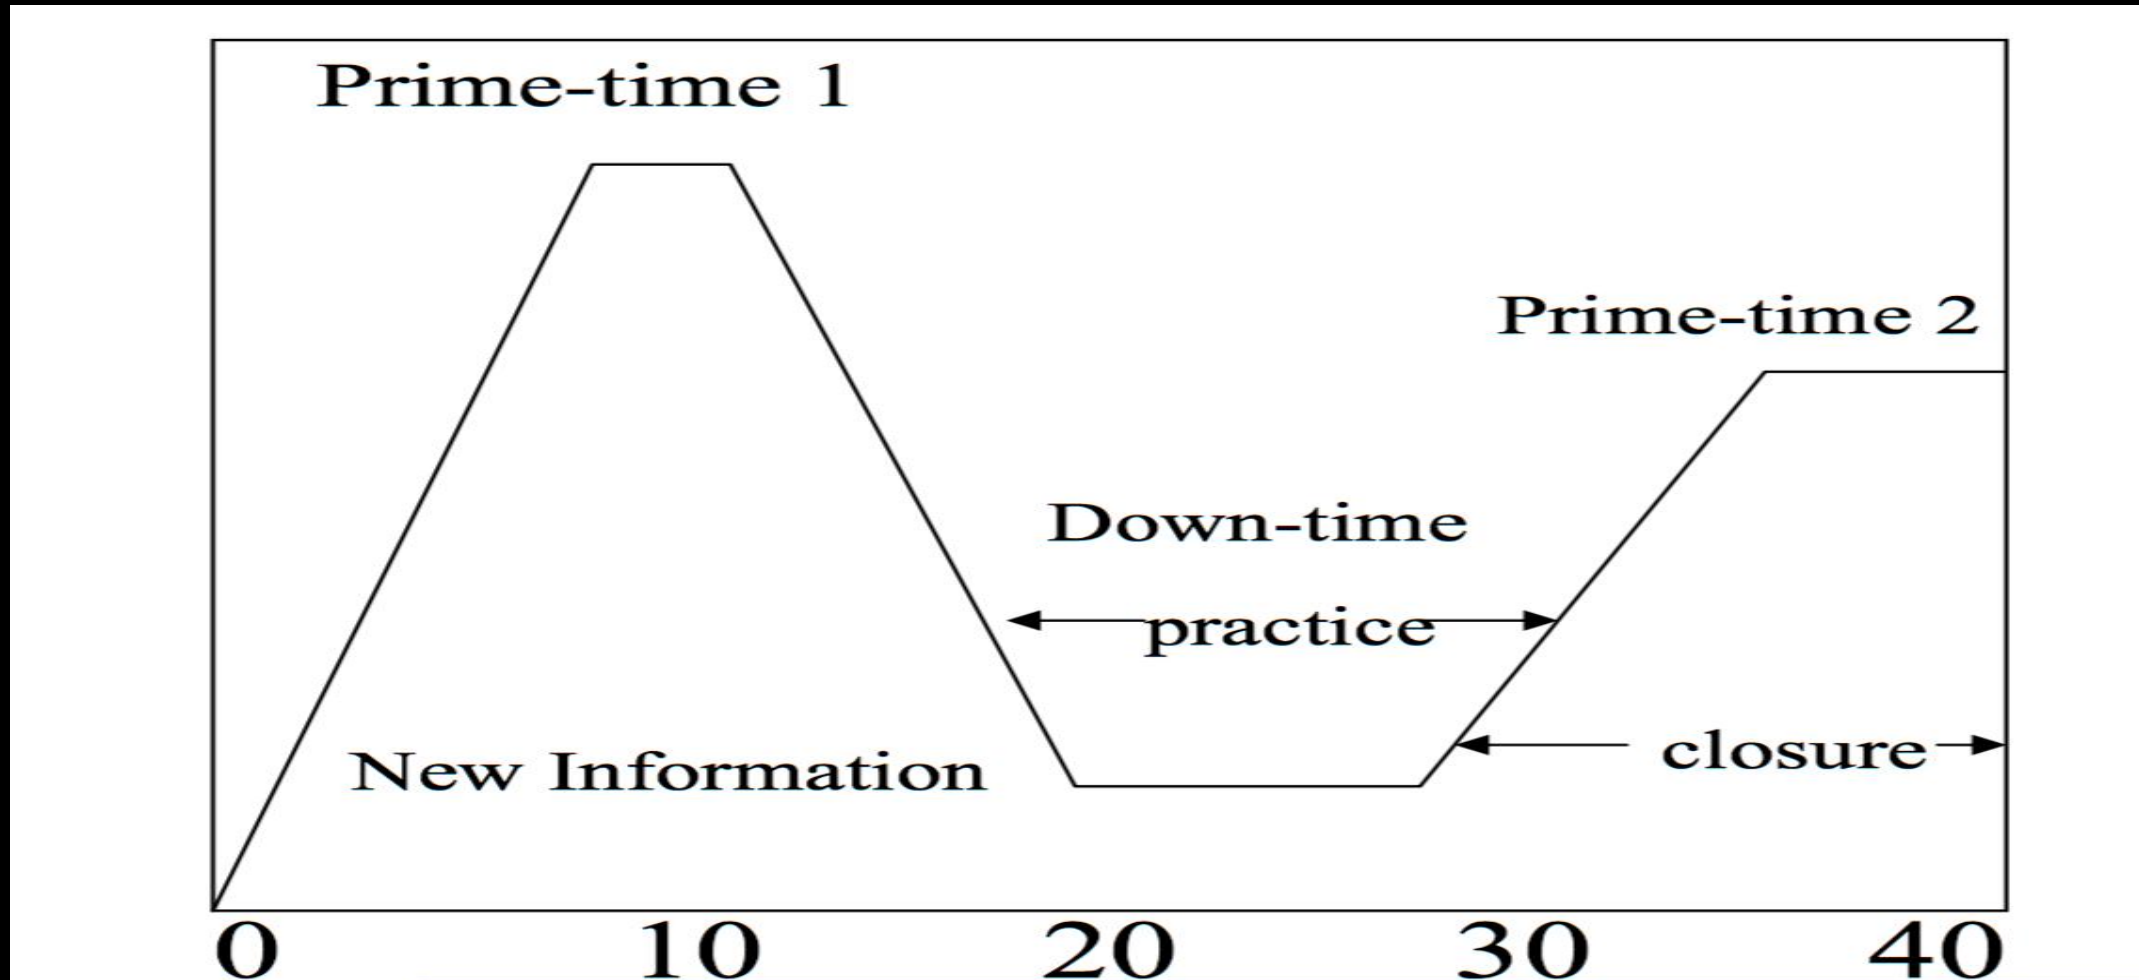 Prime-time 1
Prime-time 2
Down-time
practice
New Information
closure
0 10 20 30 40